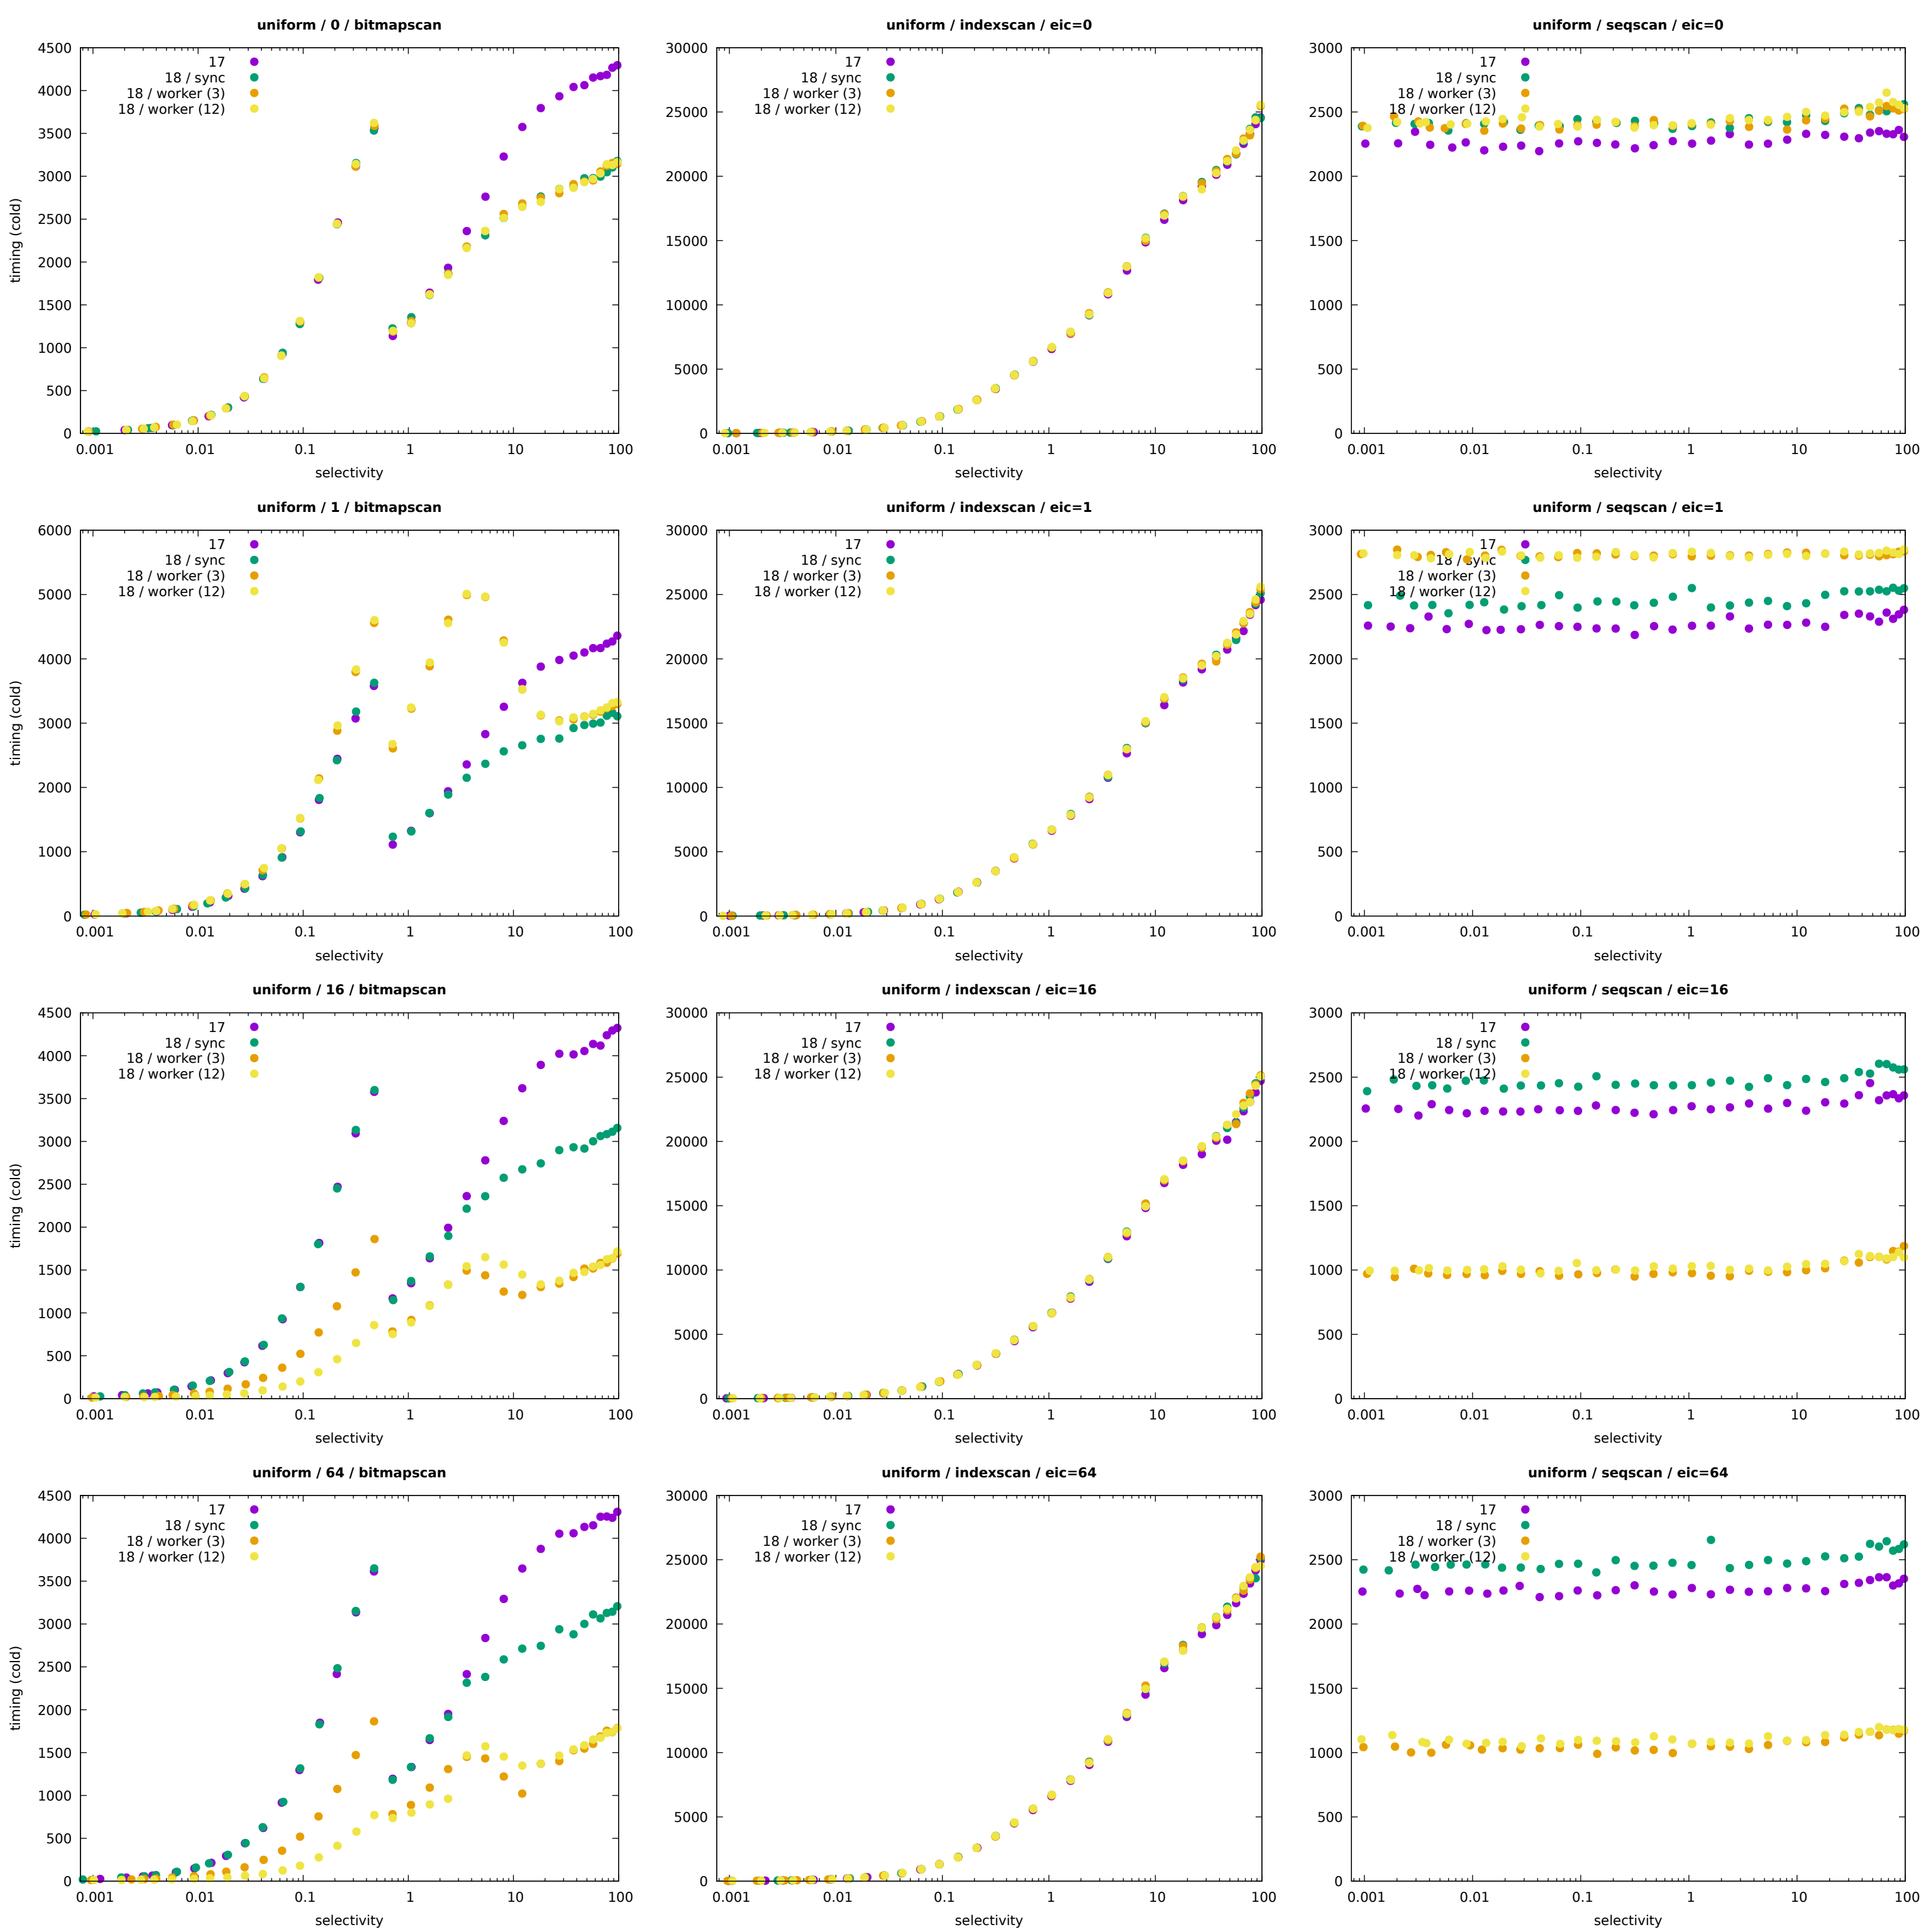 uniform / 0 / bitmapscan
timing (cold)
4500
4000
3500
3000
2500
2000
1500
1000
500
0
17
18 / sync
18 / worker (3)
18 / worker (12)
0.001 0.01 0.1 1 10 100
selectivity
uniform / indexscan / eic=0
30000
25000
20000
15000
10000
5000
0
17
18 / sync
18 / worker (3)
18 / worker (12)
0.001 0.01 0.1 1 10 100
selectivity
uniform / seqscan / eic=0
3000
2500
2000
1500
1000
500
0
17
18 / sync
18 / worker (3)
18 / worker (12)
0.001 0.01 0.1 1 10 100
selectivity
uniform / 1 / bitmapscan
timing (cold)
6000
5000
4000
3000
2000
1000
0
17
18 / sync
18 / worker (3)
18 / worker (12)
0.001 0.01 0.1 1 10 100
selectivity
uniform / indexscan / eic=1
30000
25000
20000
15000
10000
5000
0
17
18 / sync
18 / worker (3)
18 / worker (12)
0.001 0.01 0.1 1 10 100
selectivity
uniform / seqscan / eic=1
3000
2500
2000
1500
1000
500
0
17
18 / sync
18 / worker (3)
18 / worker (12)
0.001 0.01 0.1 1 10 100
selectivity
uniform / 16 / bitmapscan
timing (cold)
4500
4000
3500
3000
2500
2000
1500
1000
500
0
17
18 / sync
18 / worker (3)
18 / worker (12)
0.001 0.01 0.1 1 10 100
selectivity
uniform / indexscan / eic=16
30000
25000
20000
15000
10000
5000
0
17
18 / sync
18 / worker (3)
18 / worker (12)
0.001 0.01 0.1 1 10 100
selectivity
uniform / seqscan / eic=16
3000
2500
2000
1500
1000
500
0
17
18 / sync
18 / worker (3)
18 / worker (12)
0.001 0.01 0.1 1 10 100
selectivity
uniform / 64 / bitmapscan
timing (cold)
4500
4000
3500
3000
2500
2000
1500
1000
500
0
17
18 / sync
18 / worker (3)
18 / worker (12)
0.001 0.01 0.1 1 10 100
selectivity
uniform / indexscan / eic=64
30000
25000
20000
15000
10000
5000
0
17
18 / sync
18 / worker (3)
18 / worker (12)
0.001 0.01 0.1 1 10 100
selectivity
uniform / seqscan / eic=64
3000
2500
2000
1500
1000
500
0
17
18 / sync
18 / worker (3)
18 / worker (12)
0.001 0.01 0.1 1 10 100
selectivity